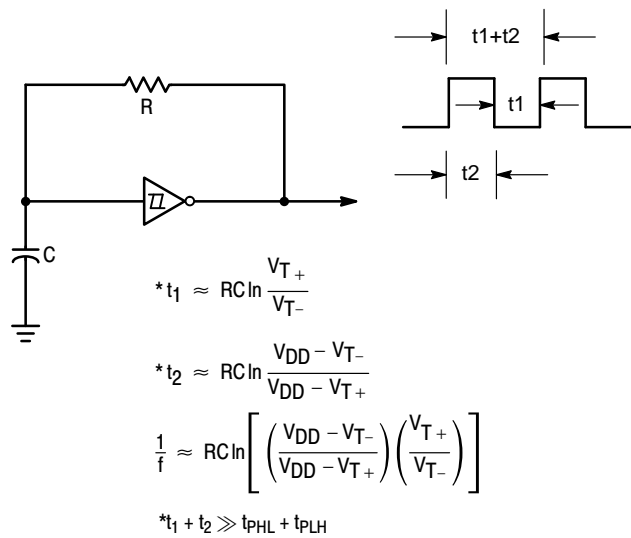 t1+t2
R
t1
t2
C
*t1 ≈ RC ln VT+ / VT–
*t2 ≈ RC ln VDD – VT– / VDD – VT+
1/f ≈ RC ln [ ( VDD – VT– / VDD – VT+ ) ( VT+ / VT– ) ]
*t1 + t2 ≫ tPHL + tPLH